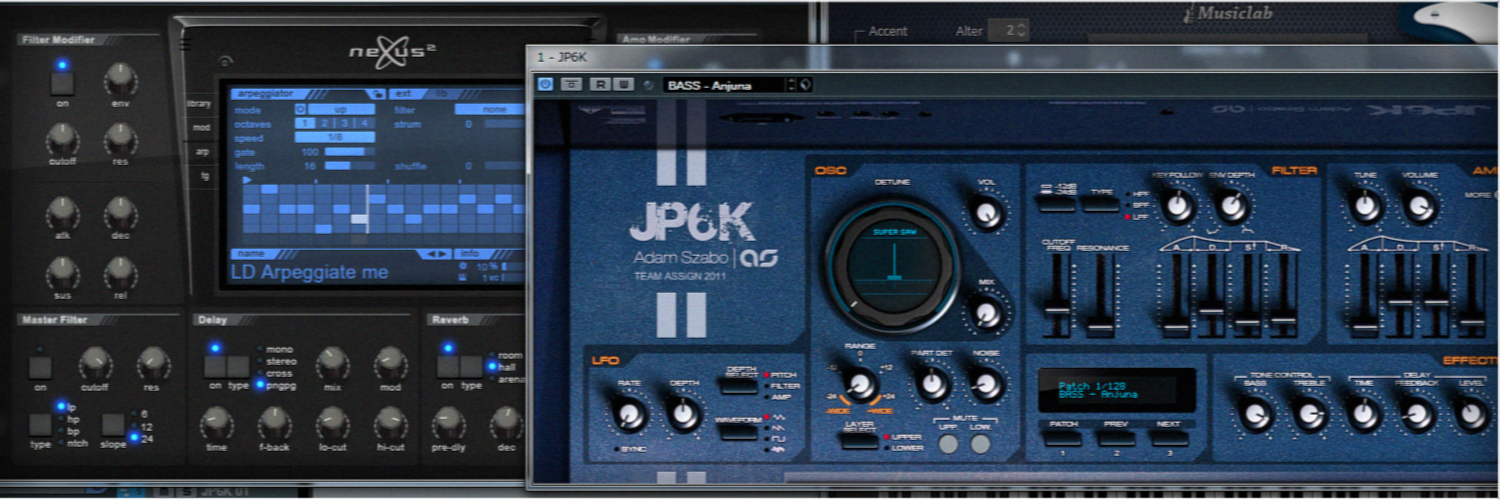 Filter Modifier
on
env
cutoff
res
atk
dec
sus
rel
nexus²
Amp Modifier
library
mod
arp
tg
arpeggiator
ext
lib
mode
up
filter
none
octaves
1 2 3 4
strum
0
speed
1/8
gate
100
length
16
shuffle
0
name
info
LD Arpeggiate me
10 %
1 vc
Master Filter
on
cutoff
res
type
lp
hp
bp
ntch
slope
6
12
24
Delay
on type
mono
stereo
cross
pngpg
mix
mod
time
f-back
lo-cut
hi-cut
Reverb
on type
room
hall
arena
pre-dly
dec
Musiclab
Accent
Alter
2
1 - JP6K
R W
BASS - Anjuna
JP6K
Adam Szabo
JP6K
Adam Szabo | as
TEAM ASSiGN 2011
OSC
DETUNE
VOL
SUPER SAW
MIX
RANGE
0
-12
+12
-24
+24
-WIDE
+WIDE
PART DET
NOISE
LAYER
SELECT
UPPER
LOWER
MUTE
UPP.
LOW.
LFO
RATE
DEPTH
SYNC
DEPTH
SELECT
PITCH
FILTER
AMP
WAVEFORM
FILTER
-12dB
-24dB
TYPE
HPF
BPF
LPF
KEY FOLLOW
ENV DEPTH
CUTOFF
FREQ
RESONANCE
A
D
S
R
Patch 1/128
BASS - Anjuna
PATCH
PREV
NEXT
1
2
3
TUNE
VOLUME
MORE
A
D
S
R
TONE CONTROL
BASS
TREBLE
DELAY
TIME
FEEDBACK
LEVEL
M S JP6K 01